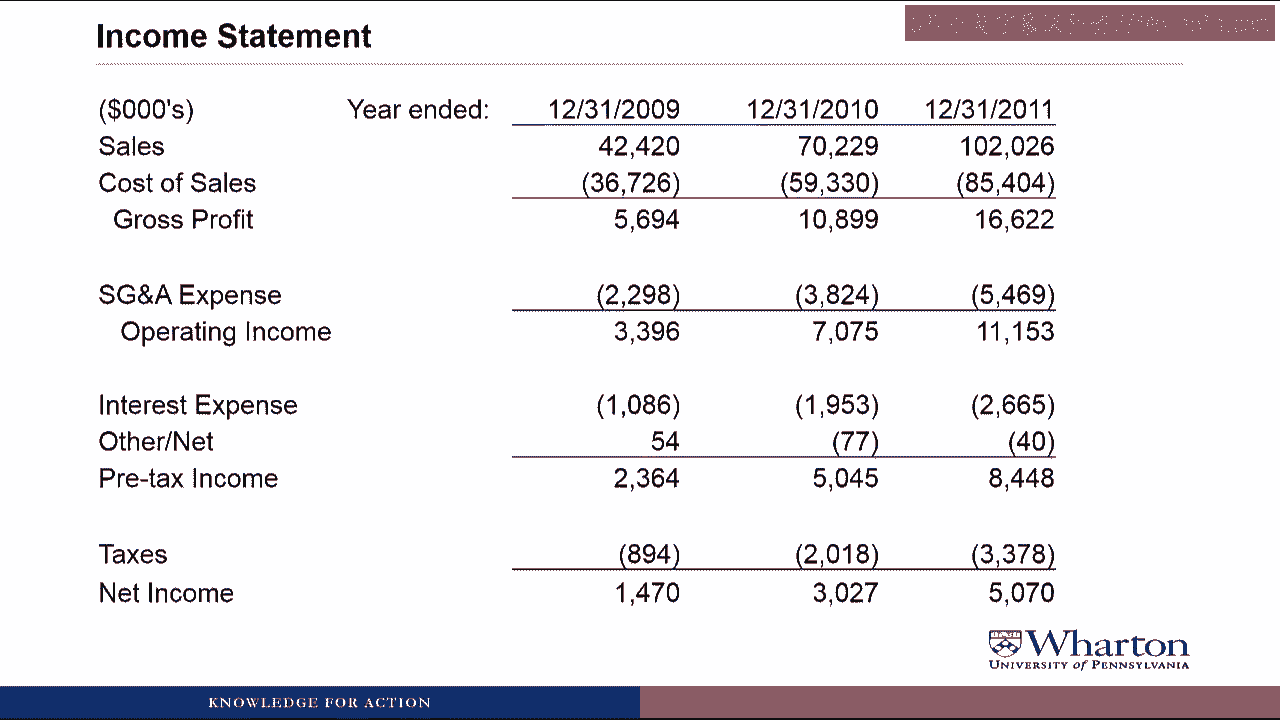 Income Statement
($000's) Year ended: 12/31/2009 12/31/2010 12/31/2011
Sales 42,420 70,229 102,026
Cost of Sales (36,726) (59,330) (85,404)
Gross Profit 5,694 10,899 16,622
SG&A Expense (2,298) (3,824) (5,469)
Operating Income 3,396 7,075 11,153
Interest Expense (1,086) (1,953) (2,665)
Other/Net 54 (77) (40)
Pre-tax Income 2,364 5,045 8,448
Taxes (894) (2,018) (3,378)
Net Income 1,470 3,027 5,070
Wharton
UNIVERSITY of PENNSYLVANIA
KNOWLEDGE FOR ACTION